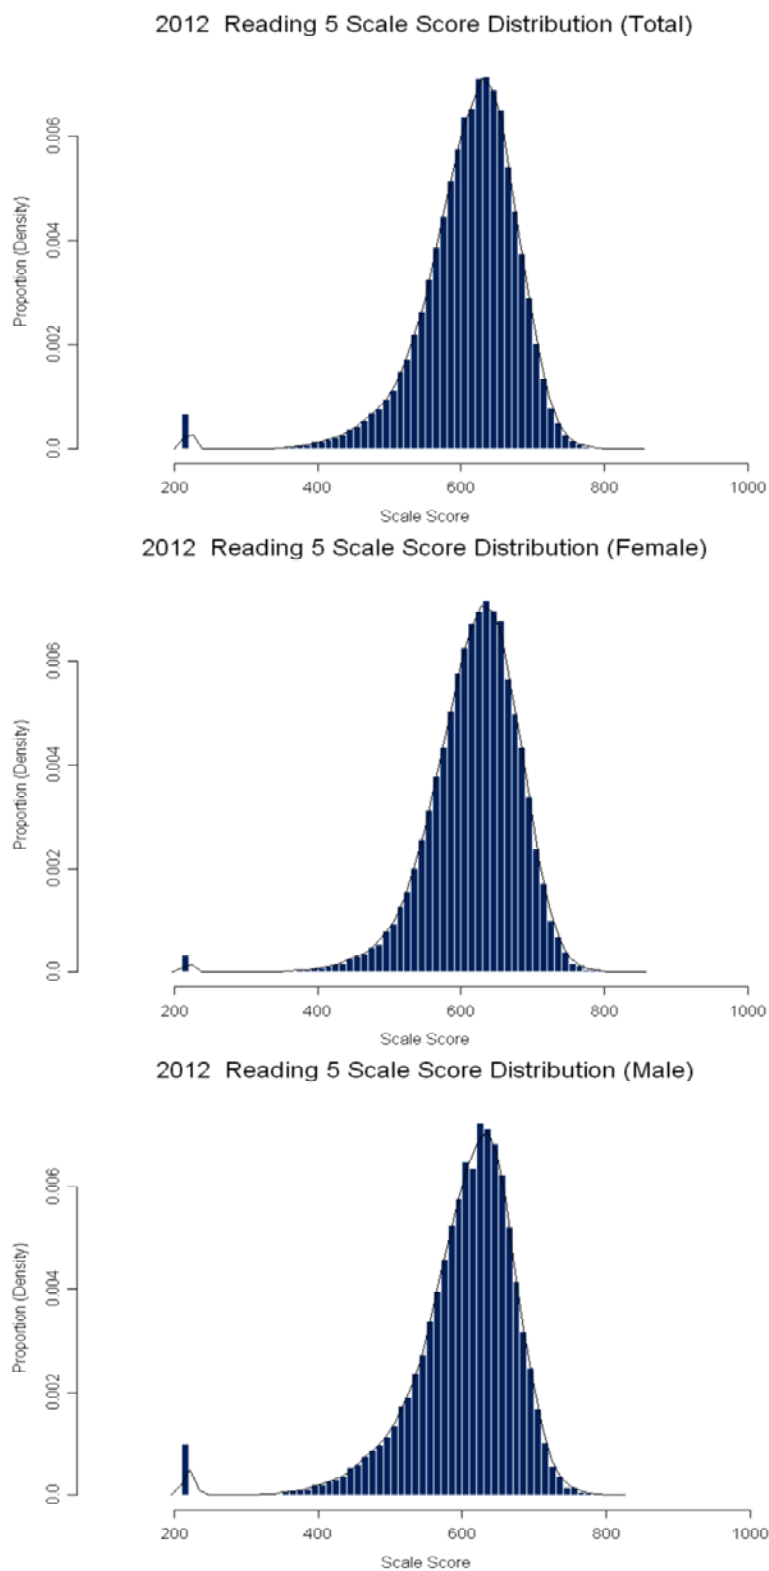 2012  Reading 5 Scale Score Distribution (Total)
Proportion (Density)
0.006
0.004
0.002
0.0
200 400 600 800 1000
Scale Score
2012  Reading 5 Scale Score Distribution (Female)
Proportion (Density)
0.006
0.004
0.002
0.0
200 400 600 800 1000
Scale Score
2012  Reading 5 Scale Score Distribution (Male)
Proportion (Density)
0.006
0.004
0.002
0.0
200 400 600 800 1000
Scale Score